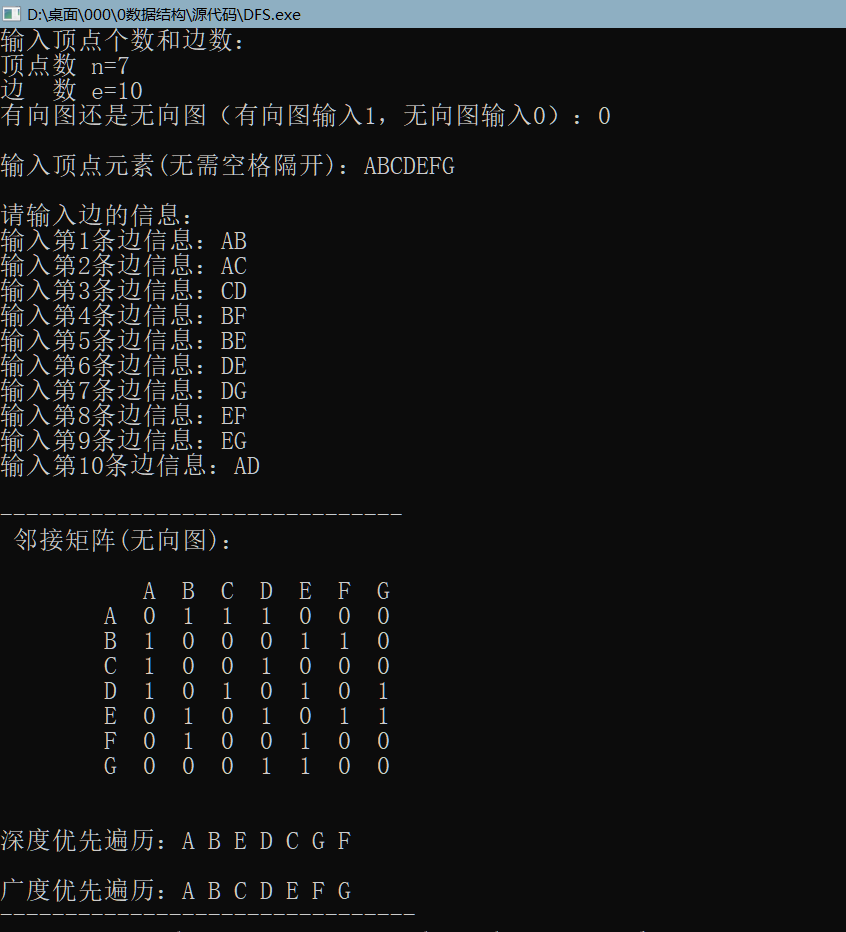 D:\桌面\000\0数据结构\源代码\DFS.exe
输入顶点个数和边数：
顶点数 n=7
边  数 e=10
有向图还是无向图（有向图输入1，无向图输入0）：0
输入顶点元素(无需空格隔开)：ABCDEFG
请输入边的信息：
输入第1条边信息：AB
输入第2条边信息：AC
输入第3条边信息：CD
输入第4条边信息：BF
输入第5条边信息：BE
输入第6条边信息：DE
输入第7条边信息：DG
输入第8条边信息：EF
输入第9条边信息：EG
输入第10条边信息：AD
-------------------------------
邻接矩阵(无向图)：
A B C D E F G
A 0 1 1 1 0 0 0
B 1 0 0 0 1 1 0
C 1 0 0 1 0 0 0
D 1 0 1 0 1 0 1
E 0 1 0 1 0 1 1
F 0 1 0 0 1 0 0
G 0 0 0 1 1 0 0
深度优先遍历：A B E D C G F
广度优先遍历：A B C D E F G
--------------------------------